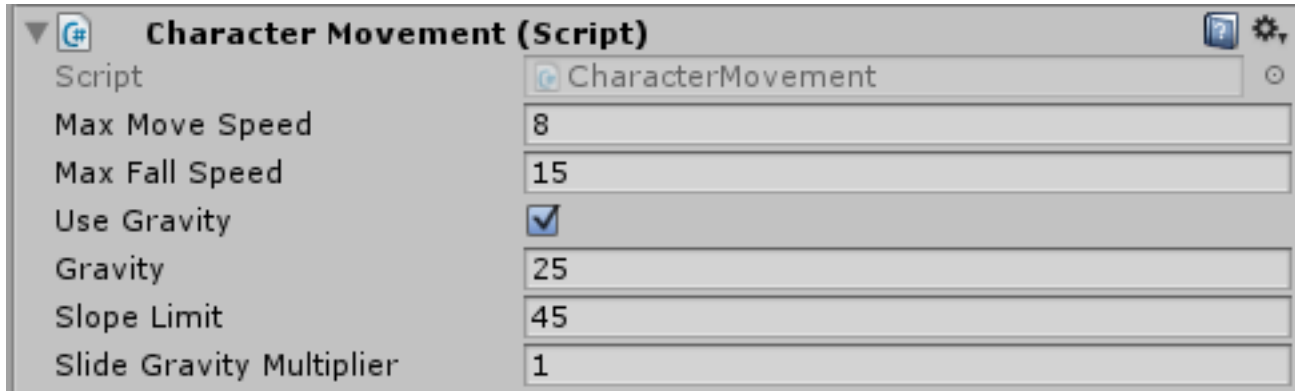 Character Movement (Script)
Script CharacterMovement
Max Move Speed 8
Max Fall Speed 15
Use Gravity
Gravity 25
Slope Limit 45
Slide Gravity Multiplier 1